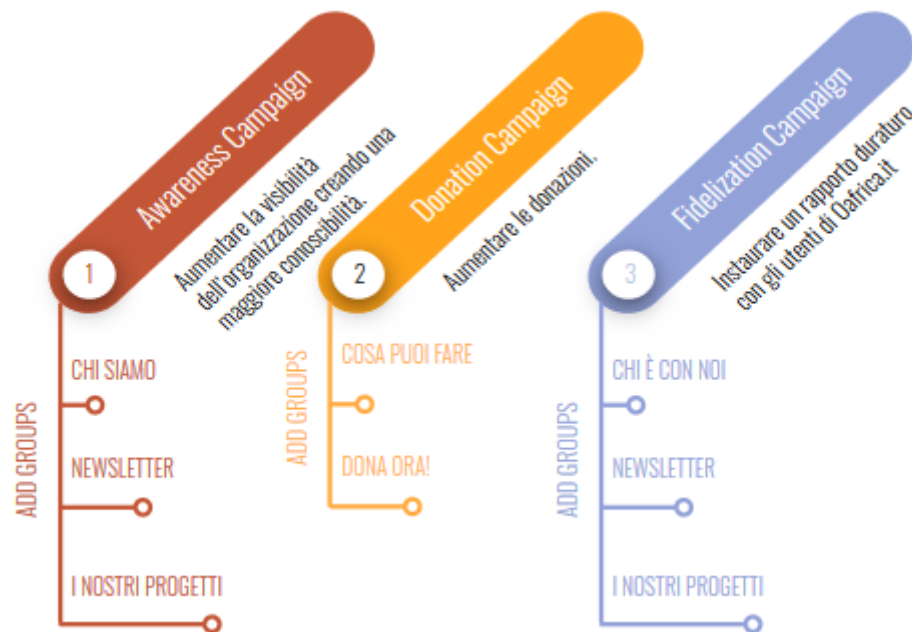 Awareness Campaign
1
Aumentare la visibilità
dell'organizzazione creando una
maggiore conoscibilità.
ADD GROUPS
CHI SIAMO
NEWSLETTER
I NOSTRI PROGETTI
Donation Campaign
2
Aumentare le donazioni.
ADD GROUPS
COSA PUOI FARE
DONA ORA!
Fidelization Campaign
3
Instaurare un rapporto duraturo
con gli utenti di Oafrica.it
ADD GROUPS
CHI È CON NOI
NEWSLETTER
I NOSTRI PROGETTI